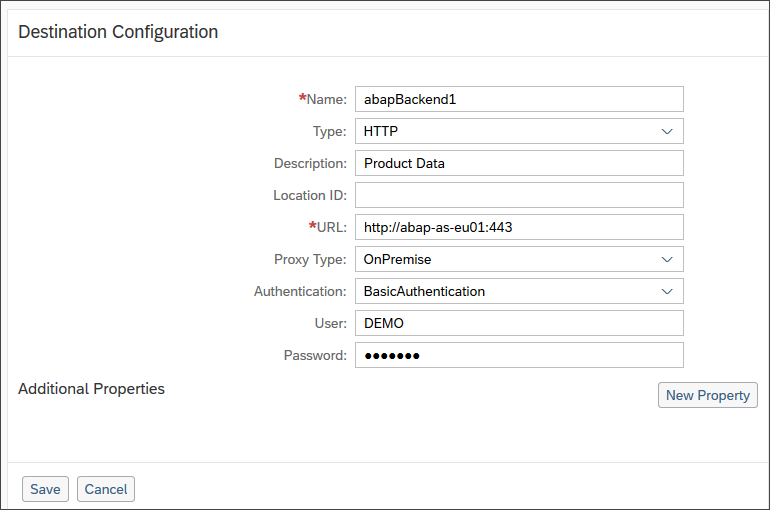 Destination Configuration
*Name: abapBackend1
Type: HTTP
Description: Product Data
Location ID:
*URL: http://abap-as-eu01:443
Proxy Type: OnPremise
Authentication: BasicAuthentication
User: DEMO
Password: ●●●●●●●
Additional Properties New Property
Save Cancel